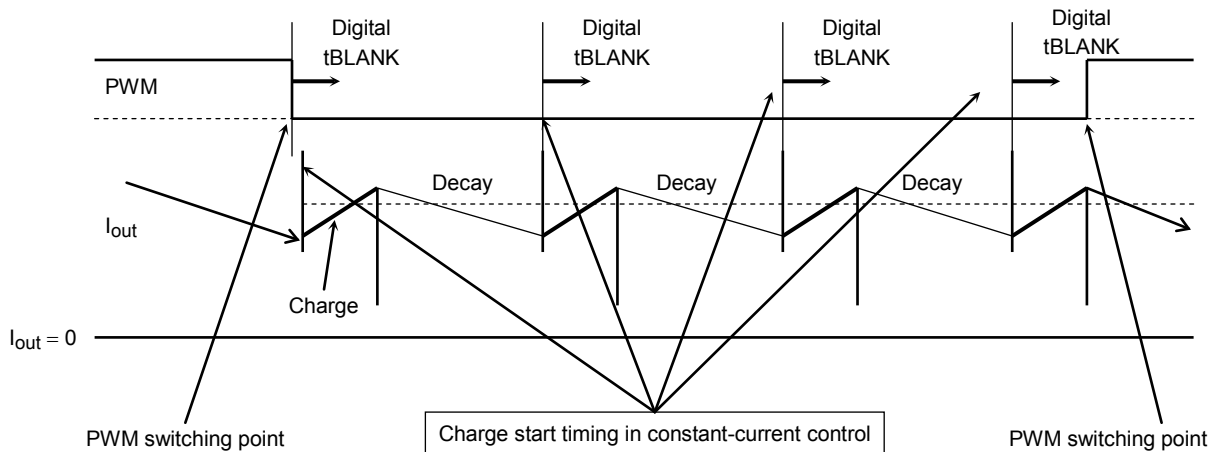 Digital
tBLANK
Digital
tBLANK
Digital
tBLANK
Digital
tBLANK
PWM
Decay
Decay
Decay
Iout
Charge
Iout = 0
PWM switching point
Charge start timing in constant-current control
PWM switching point